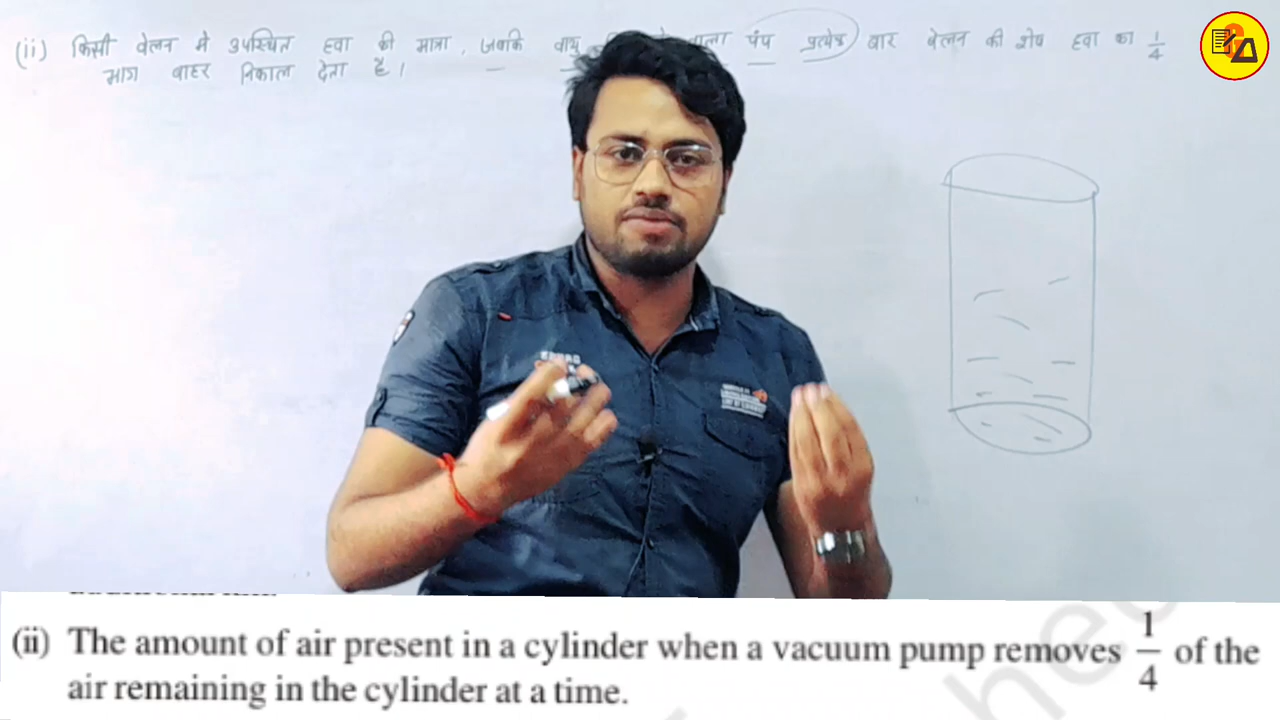 (ii) किसी बेलन मे उपस्थित हवा की मात्रा, जबकि वायु पंप प्रत्येक बार बेलन की शेष हवा का 1/4
भाग बाहर निकाल देता है।
(ii) The amount of air present in a cylinder when a vacuum pump removes 1/4 of the
air remaining in the cylinder at a time.